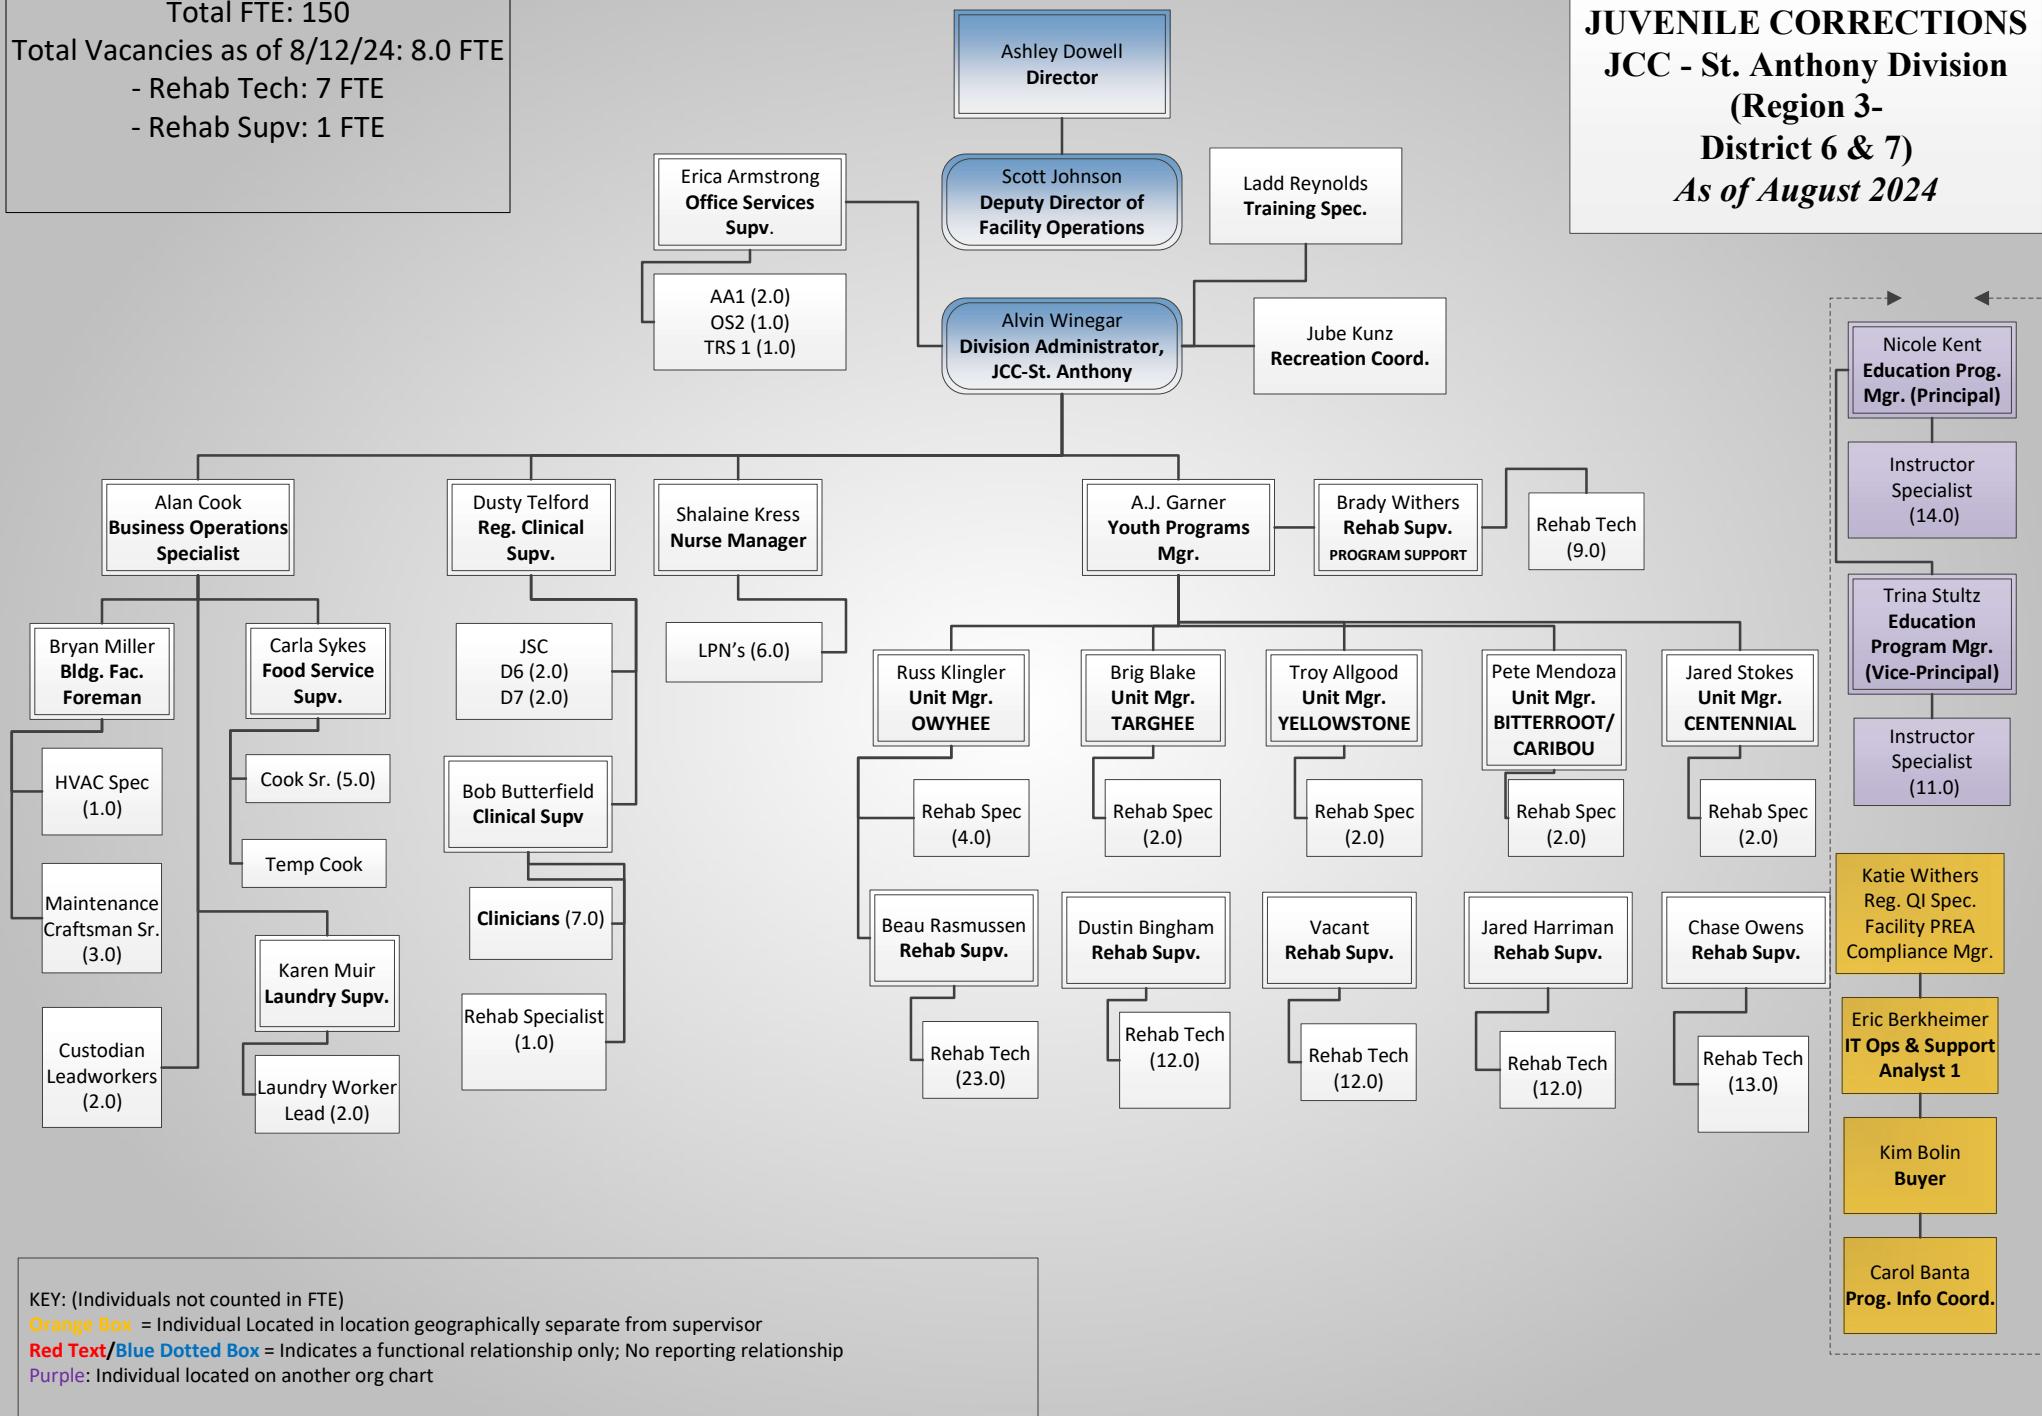 Total FTE: 150
Total Vacancies as of 8/12/24: 8.0 FTE
- Rehab Tech: 7 FTE
- Rehab Supv: 1 FTE
JUVENILE CORRECTIONS
JCC - St. Anthony Division
(Region 3-
District 6 & 7)
As of August 2024
Ashley Dowell
Director
Erica Armstrong
Office Services
Supv.
Scott Johnson
Deputy Director of
Facility Operations
Ladd Reynolds
Training Spec.
AA1 (2.0)
OS2 (1.0)
TRS 1 (1.0)
Alvin Winegar
Division Administrator,
JCC-St. Anthony
Jube Kunz
Recreation Coord.
Alan Cook
Business Operations
Specialist
Dusty Telford
Reg. Clinical
Supv.
Shalaine Kress
Nurse Manager
A.J. Garner
Youth Programs
Mgr.
Brady Withers
Rehab Supv.
PROGRAM SUPPORT
Rehab Tech
(9.0)
Bryan Miller
Bldg. Fac.
Foreman
Carla Sykes
Food Service
Supv.
JSC
D6 (2.0)
D7 (2.0)
LPN's (6.0)
Russ Klingler
Unit Mgr.
OWYHEE
Brig Blake
Unit Mgr.
TARGHEE
Troy Allgood
Unit Mgr.
YELLOWSTONE
Pete Mendoza
Unit Mgr.
BITTERROOT/
CARIBOU
Jared Stokes
Unit Mgr.
CENTENNIAL
HVAC Spec
(1.0)
Cook Sr. (5.0)
Bob Butterfield
Clinical Supv
Rehab Spec
(4.0)
Rehab Spec
(2.0)
Rehab Spec
(2.0)
Rehab Spec
(2.0)
Rehab Spec
(2.0)
Temp Cook
Maintenance
Craftsman Sr.
(3.0)
Clinicians (7.0)
Beau Rasmussen
Rehab Supv.
Dustin Bingham
Rehab Supv.
Vacant
Rehab Supv.
Jared Harriman
Rehab Supv.
Chase Owens
Rehab Supv.
Karen Muir
Laundry Supv.
Rehab Specialist
(1.0)
Custodian
Leadworkers
(2.0)
Laundry Worker
Lead (2.0)
Rehab Tech
(23.0)
Rehab Tech
(12.0)
Rehab Tech
(12.0)
Rehab Tech
(12.0)
Rehab Tech
(13.0)
Nicole Kent
Education Prog.
Mgr. (Principal)
Instructor
Specialist
(14.0)
Trina Stultz
Education
Program Mgr.
(Vice-Principal)
Instructor
Specialist
(11.0)
Katie Withers
Reg. QI Spec.
Facility PREA
Compliance Mgr.
Eric Berkheimer
IT Ops & Support
Analyst 1
Kim Bolin
Buyer
Carol Banta
Prog. Info Coord.
KEY: (Individuals not counted in FTE)
Orange Box = Individual Located in location geographically separate from supervisor
Red Text/Blue Dotted Box = Indicates a functional relationship only; No reporting relationship
Purple: Individual located on another org chart